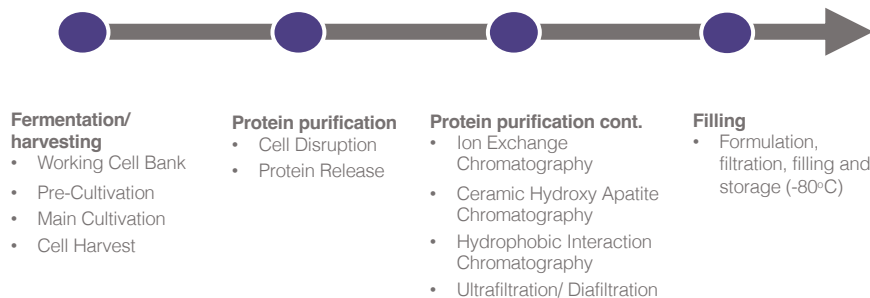 Fermentation/
harvesting
• Working Cell Bank
• Pre-Cultivation
• Main Cultivation
• Cell Harvest
Protein purification
• Cell Disruption
• Protein Release
Protein purification cont.
• Ion Exchange
Chromatography
• Ceramic Hydroxy Apatite
Chromatography
• Hydrophobic Interaction
Chromatography
• Ultrafiltration/ Diafiltration
Filling
• Formulation,
filtration, filling and
storage (-80°C)